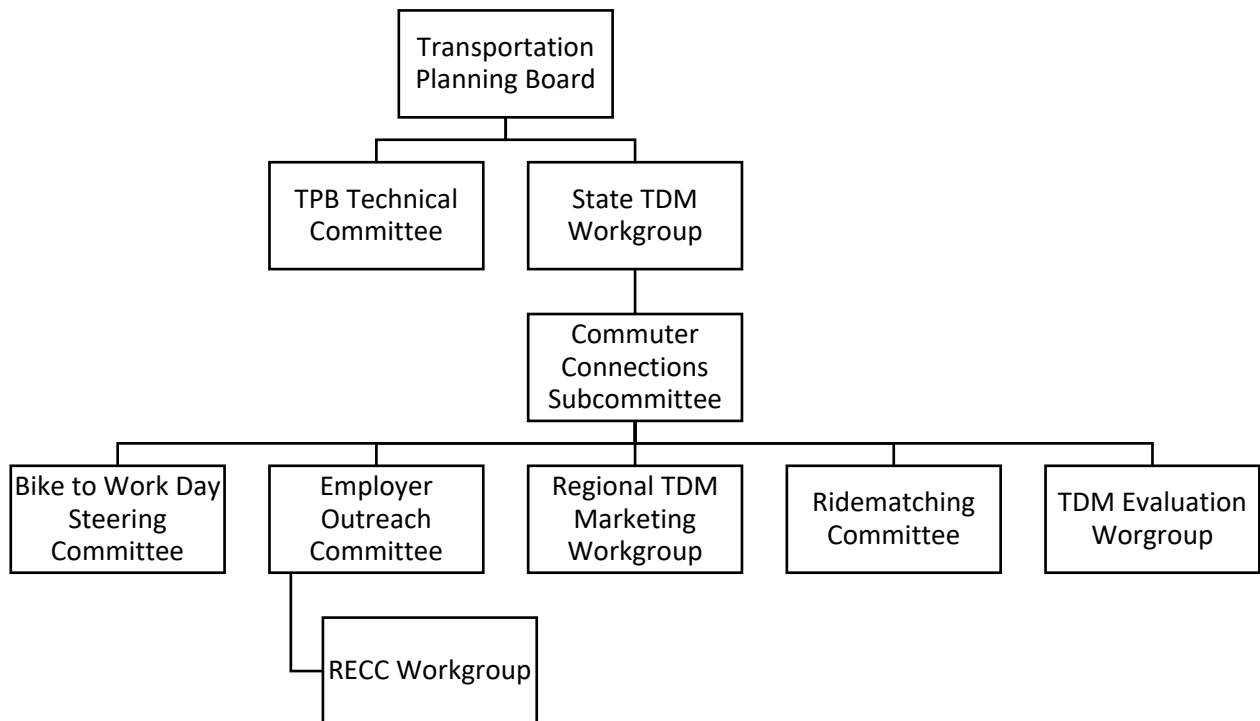 Transportation
Planning Board
TPB Technical
Committee
State TDM
Workgroup
Commuter
Connections
Subcommittee
Bike to Work Day
Steering
Committee
Employer
Outreach
Committee
Regional TDM
Marketing
Workgroup
Ridematching
Committee
TDM Evaluation
Worgroup
RECC Workgroup